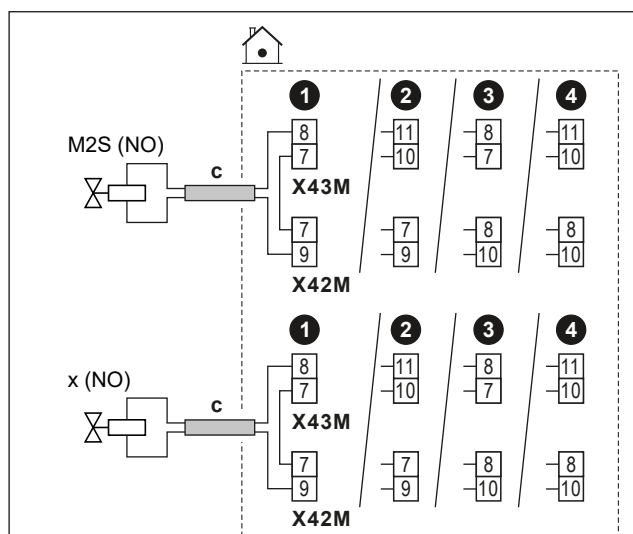 1 2 3 4
M2S (NO)
c
8 11 8 11
7 10 7 10
X43M
7 7 8 8
9 9 10 10
X42M
1 2 3 4
x (NO)
c
8 11 8 11
7 10 7 10
X43M
7 7 8 8
9 9 10 10
X42M